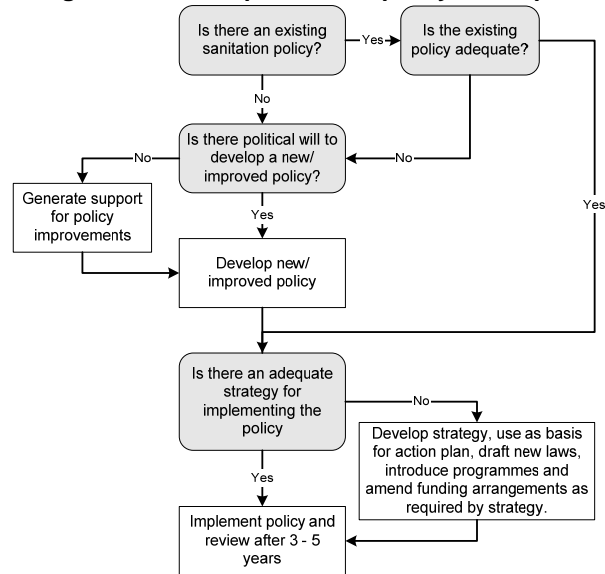 Is there an existing
sanitation policy?
Yes
Is the existing
policy adequate?
No
Is there political will to
develop a new/
improved policy?
No
No
Yes
Generate support
for policy
improvements
Yes
Develop new/
improved policy
Is there an adequate
strategy for
implementing the
policy
No
Develop strategy, use as basis
for action plan, draft new laws,
introduce programmes and
amend funding arrangements as
required by strategy.
Yes
Implement policy and
review after 3 - 5
years